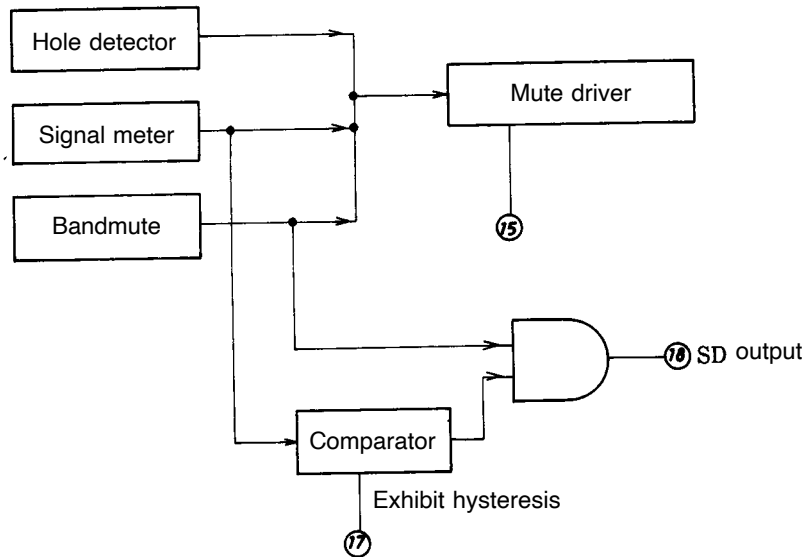 Hole detector
Mute driver
Signal meter
Bandmute
15
18 SD output
Comparator
Exhibit hysteresis
17